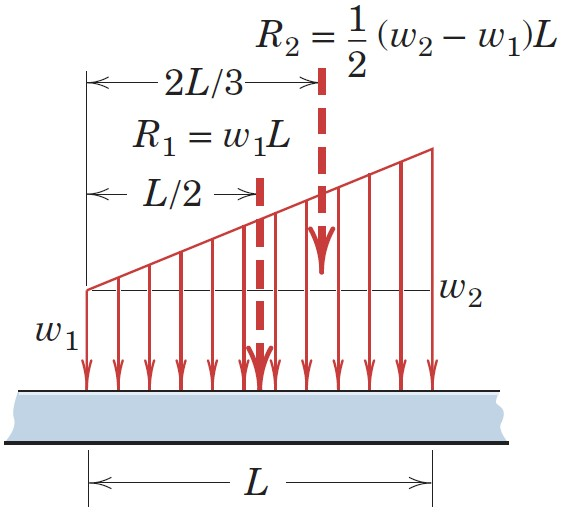 R₂ = 1/2 (w₂ − w₁)L
2L/3
R₁ = w₁L
L/2
w₂
w₁
L